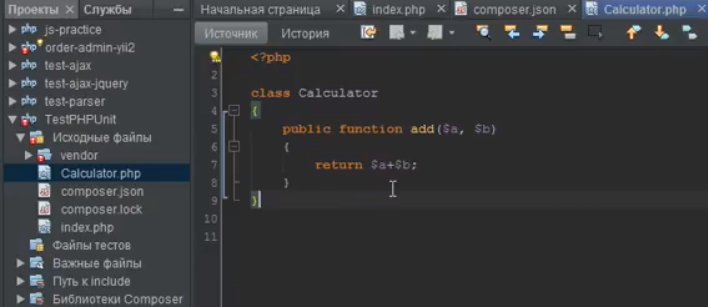 Проекты × Службы —
Начальная страница × index.php × composer.json × Calculator.php ×
Источник История
js-practice
order-admin-yii2
test-ajax
test-ajax-jquery
test-parser
TestPHPUnit
Исходные файлы
vendor
Calculator.php
composer.json
composer.lock
index.php
Файлы тестов
Важные файлы
Путь к include
Библиотеки Composer
<?php
2
3 class Calculator
4 {
5 public function add($a, $b)
6 {
7 return $a+$b;
8 }
9 }
10
11